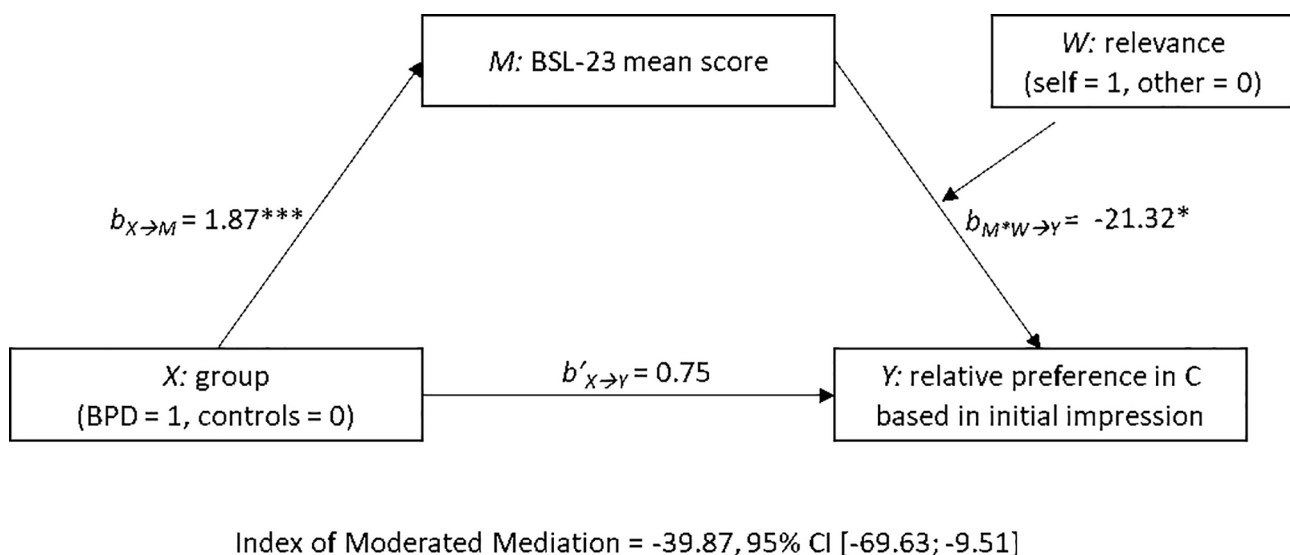 M: BSL-23 mean score
W: relevance
(self = 1, other = 0)
bX→M = 1.87***
bM*W→Y = -21.32*
X: group
(BPD = 1, controls = 0)
b′X→Y = 0.75
Y: relative preference in C
based in initial impression
Index of Moderated Mediation = -39.87, 95% CI [-69.63; -9.51]